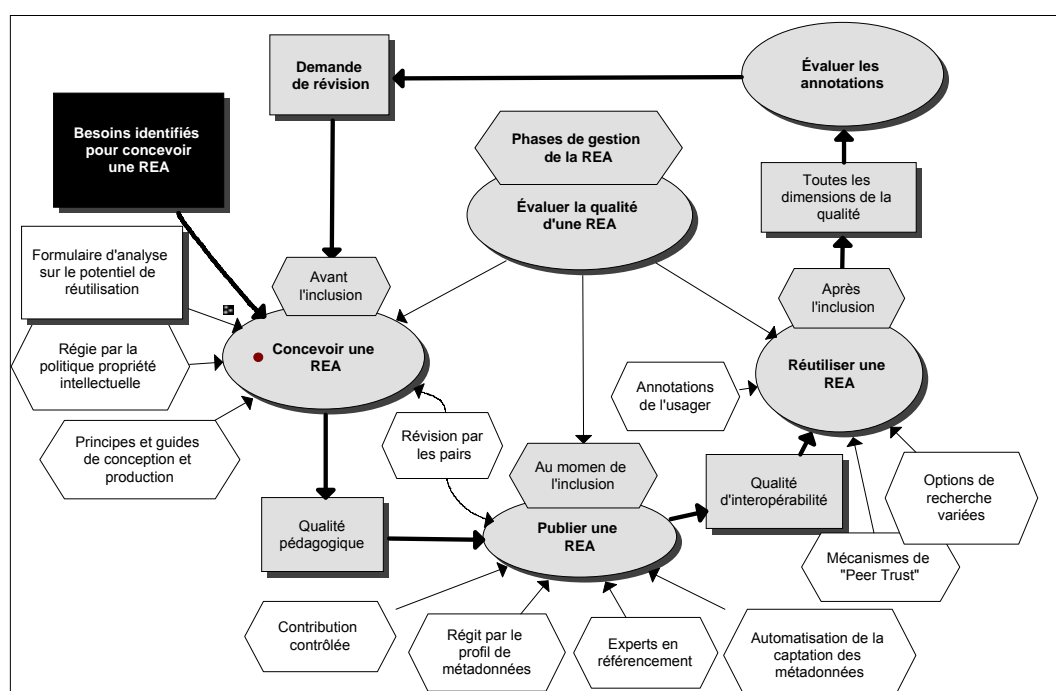 Demande
de révision
Évaluer les
annotations
Besoins identifiés
pour concevoir
une REA
Phases de gestion
de la REA
Évaluer la qualité
d'une REA
Toutes les
dimensions de la
qualité
Formulaire d'analyse
sur le potentiel de
réutilisation
Avant
l'inclusion
Après
l'inclusion
Régie par la
politique propriété
intellectuelle
Concevoir une
REA
Réutiliser une
REA
Annotations
de l'usager
Principes et guides
de conception et
production
Révision par
les pairs
Au momen de
l'inclusion
Qualité
d'interopérabilité
Options de
recherche
variées
Qualité
pédagogique
Publier une
REA
Mécanismes de
"Peer Trust"
Contribution
contrôlée
Régit par le
profil de
métadonnées
Experts en
référencement
Automatisation de la
captation des
métadonnées